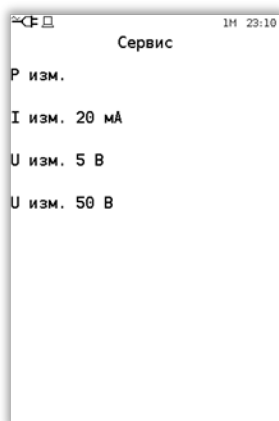 1М 23:10
Сервис
Р изм.
I изм. 20 мА
U изм. 5 В
U изм. 50 В